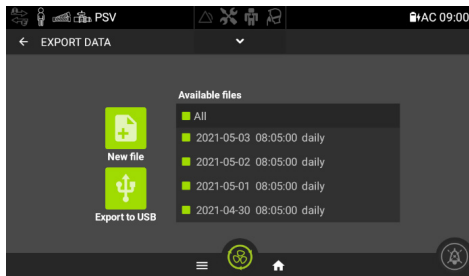 PSV
AC 09:00
EXPORT DATA
Available files
All
2021-05-03 08:05:00 daily
2021-05-02 08:05:00 daily
2021-05-01 08:05:00 daily
2021-04-30 08:05:00 daily
New file
Export to USB